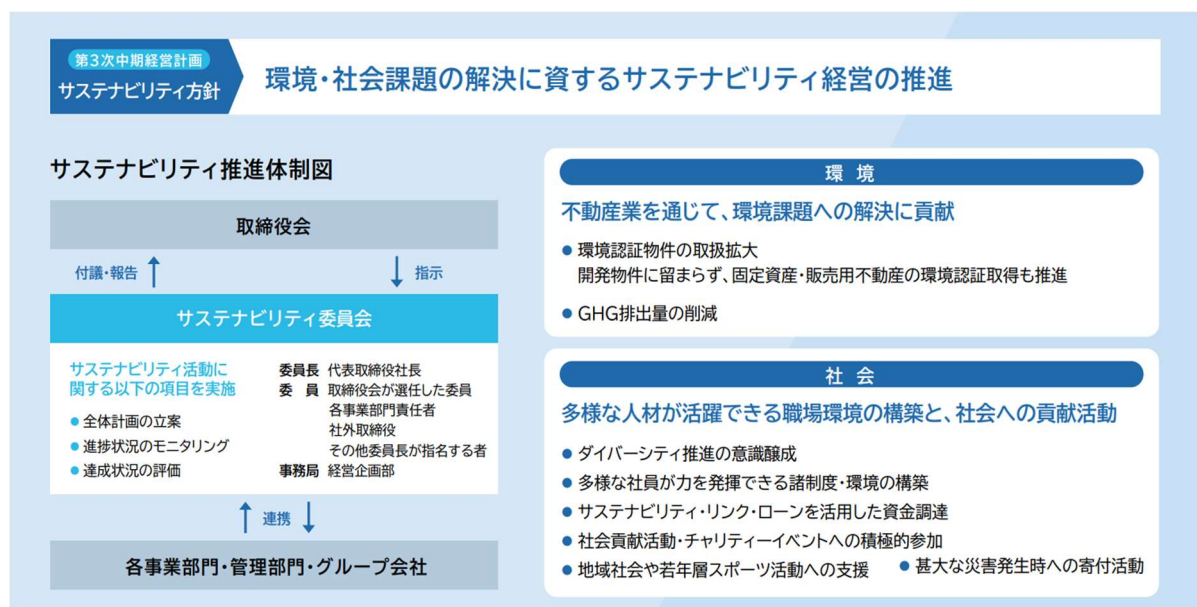 第3次中期経営計画
サステナビリティ方針
環境・社会課題の解決に資するサステナビリティ経営の推進
サステナビリティ推進体制図
取締役会
付議・報告
指示
サステナビリティ委員会
サステナビリティ活動に
関する以下の項目を実施
● 全体計画の立案
● 進捗状況のモニタリング
● 達成状況の評価
委員長 代表取締役社長
委 員 取締役会が選任した委員
各事業部門責任者
社外取締役
その他委員長が指名する者
事務局 経営企画部
連携
各事業部門・管理部門・グループ会社
環 境
不動産業を通じて、環境課題への解決に貢献
● 環境認証物件の取扱拡大
開発物件に留まらず、固定資産・販売用不動産の環境認証取得も推進
● GHG排出量の削減
社 会
多様な人材が活躍できる職場環境の構築と、社会への貢献活動
● ダイバーシティ推進の意識醸成
● 多様な社員が力を発揮できる諸制度・環境の構築
● サステナビリティ・リンク・ローンを活用した資金調達
● 社会貢献活動・チャリティーイベントへの積極的参加
● 地域社会や若年層スポーツ活動への支援 ● 甚大な災害発生時への寄付活動